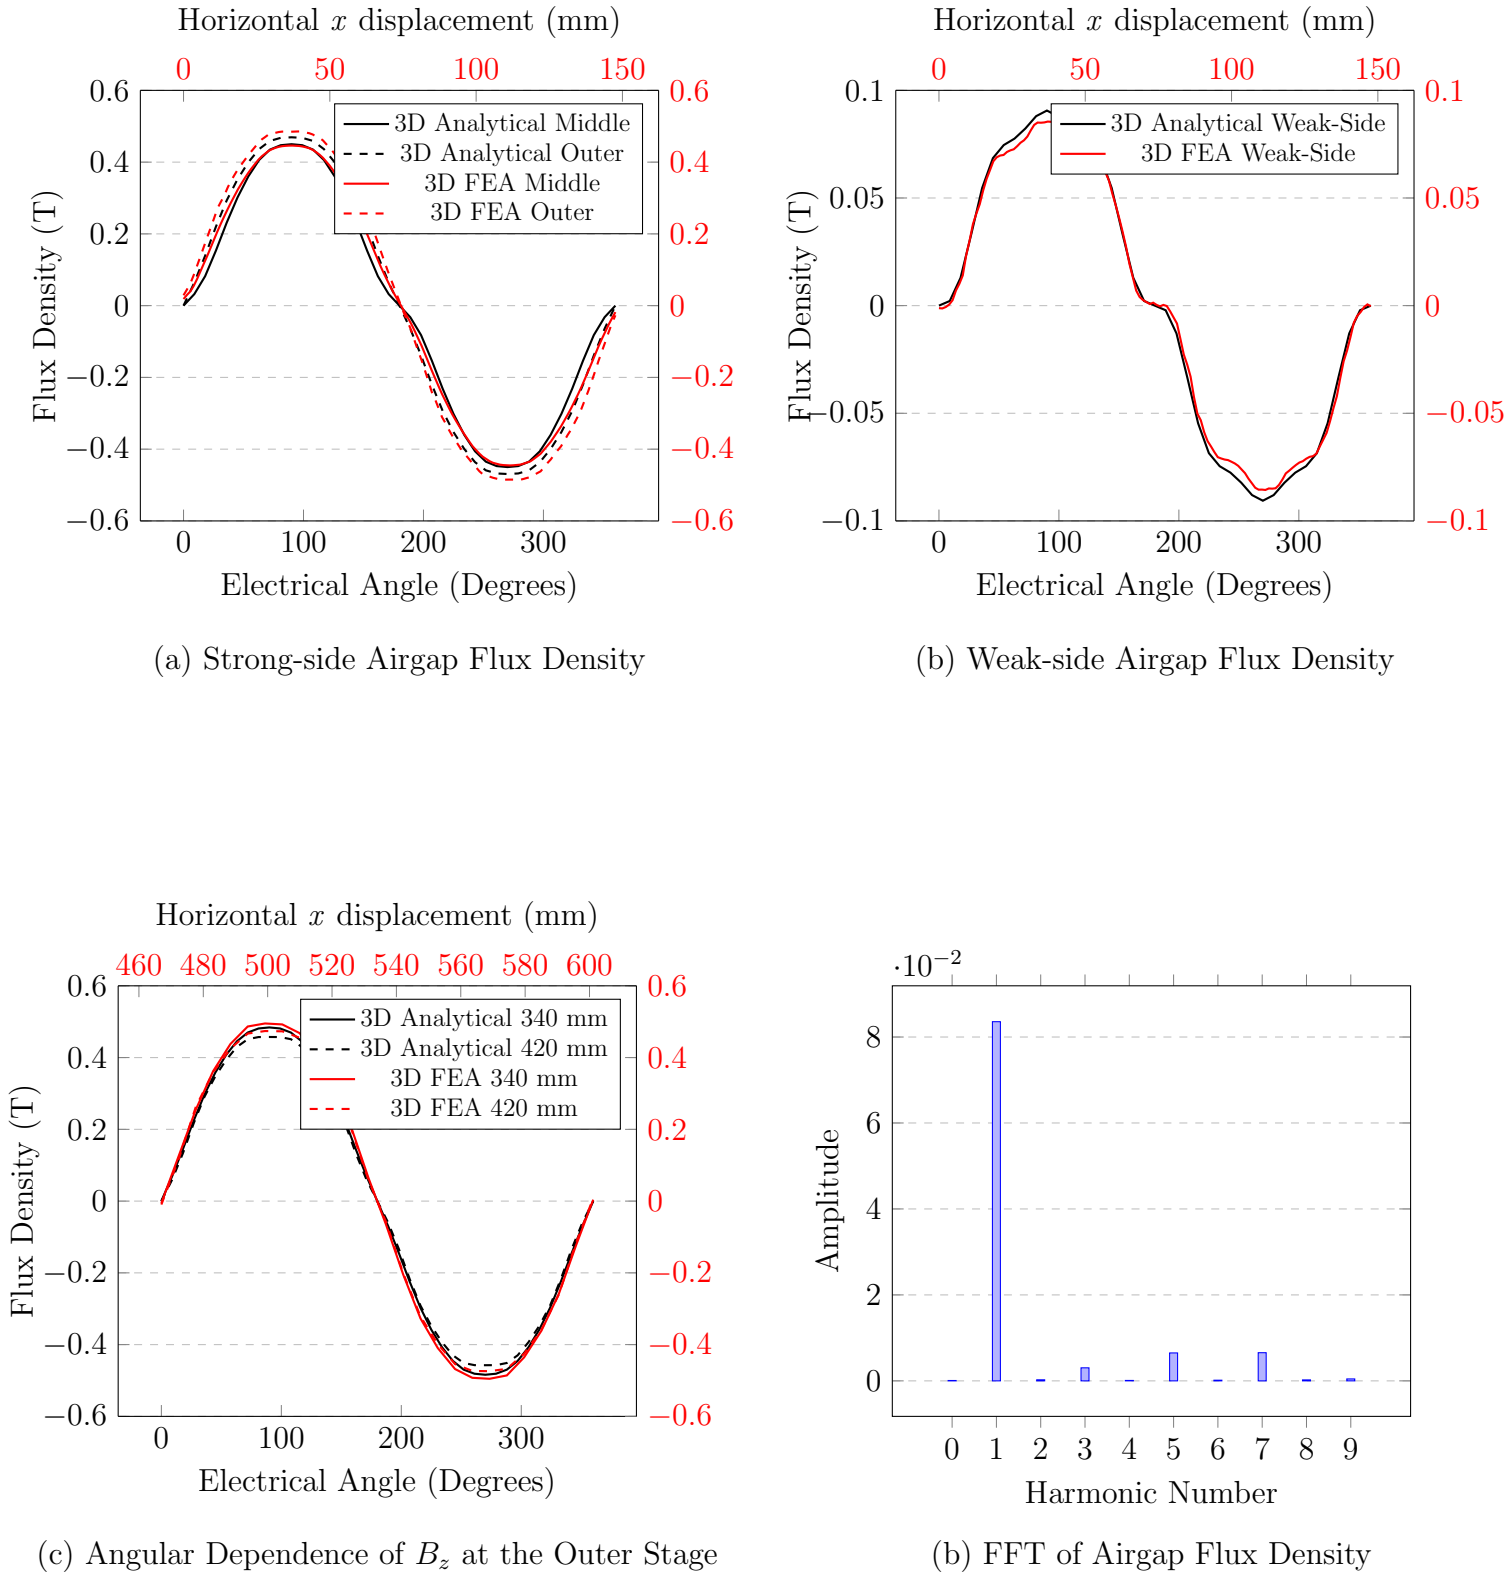 Horizontal x displacement (mm)
0 50 100 150
0.6 0.4 0.2 0 −0.2 −0.4 −0.6
Flux Density (T)
3D Analytical Middle
3D Analytical Outer
3D FEA Middle
3D FEA Outer
0.6 0.4 0.2 0 −0.2 −0.4 −0.6
0 100 200 300
Electrical Angle (Degrees)
(a) Strong-side Airgap Flux Density
Horizontal x displacement (mm)
0 50 100 150
0.1 0.05 0 −0.05 −0.1
Flux Density (T)
3D Analytical Weak-Side
3D FEA Weak-Side
0.1 0.05 0 −0.05 −0.1
0 100 200 300
Electrical Angle (Degrees)
(b) Weak-side Airgap Flux Density
Horizontal x displacement (mm)
460 480 500 520 540 560 580 600
0.6 0.4 0.2 0 −0.2 −0.4 −0.6
Flux Density (T)
3D Analytical 340 mm
3D Analytical 420 mm
3D FEA 340 mm
3D FEA 420 mm
0.6 0.4 0.2 0 −0.2 −0.4 −0.6
0 100 200 300
Electrical Angle (Degrees)
(c) Angular Dependence of B_z at the Outer Stage
·10⁻²
8 6 4 2 0
Amplitude
0 1 2 3 4 5 6 7 8 9
Harmonic Number
(b) FFT of Airgap Flux Density